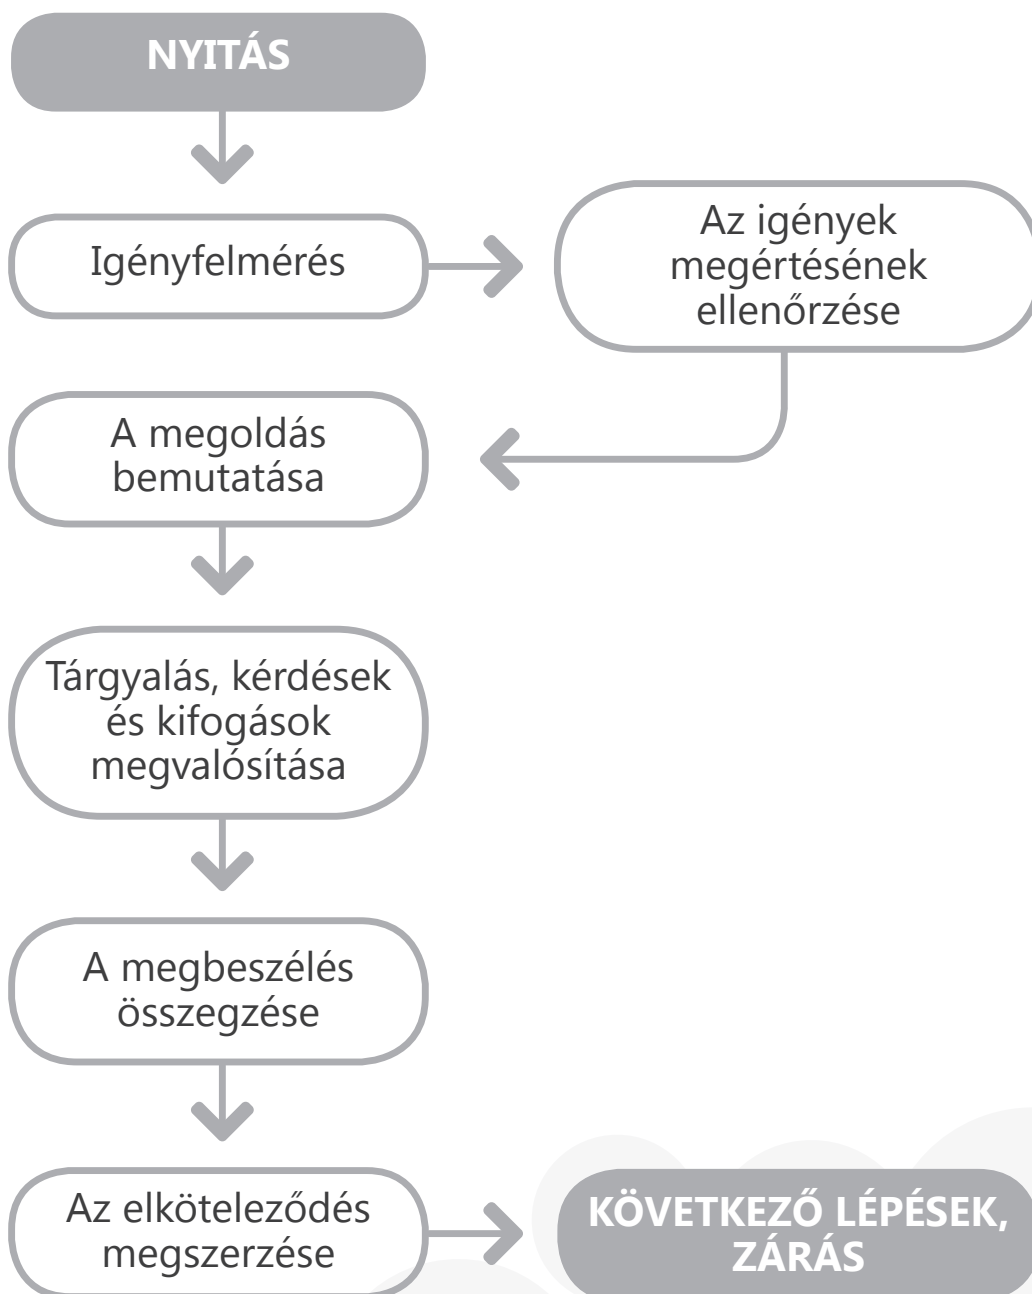 NYITÁS
Igényfelmérés
Az igények
megértésének
ellenőrzése
A megoldás
bemutatása
Tárgyalás, kérdések
és kifogások
megvalósítása
A megbeszélés
összegzése
Az elköteleződés
megszerzése
KÖVETKEZŐ LÉPÉSEK,
ZÁRÁS